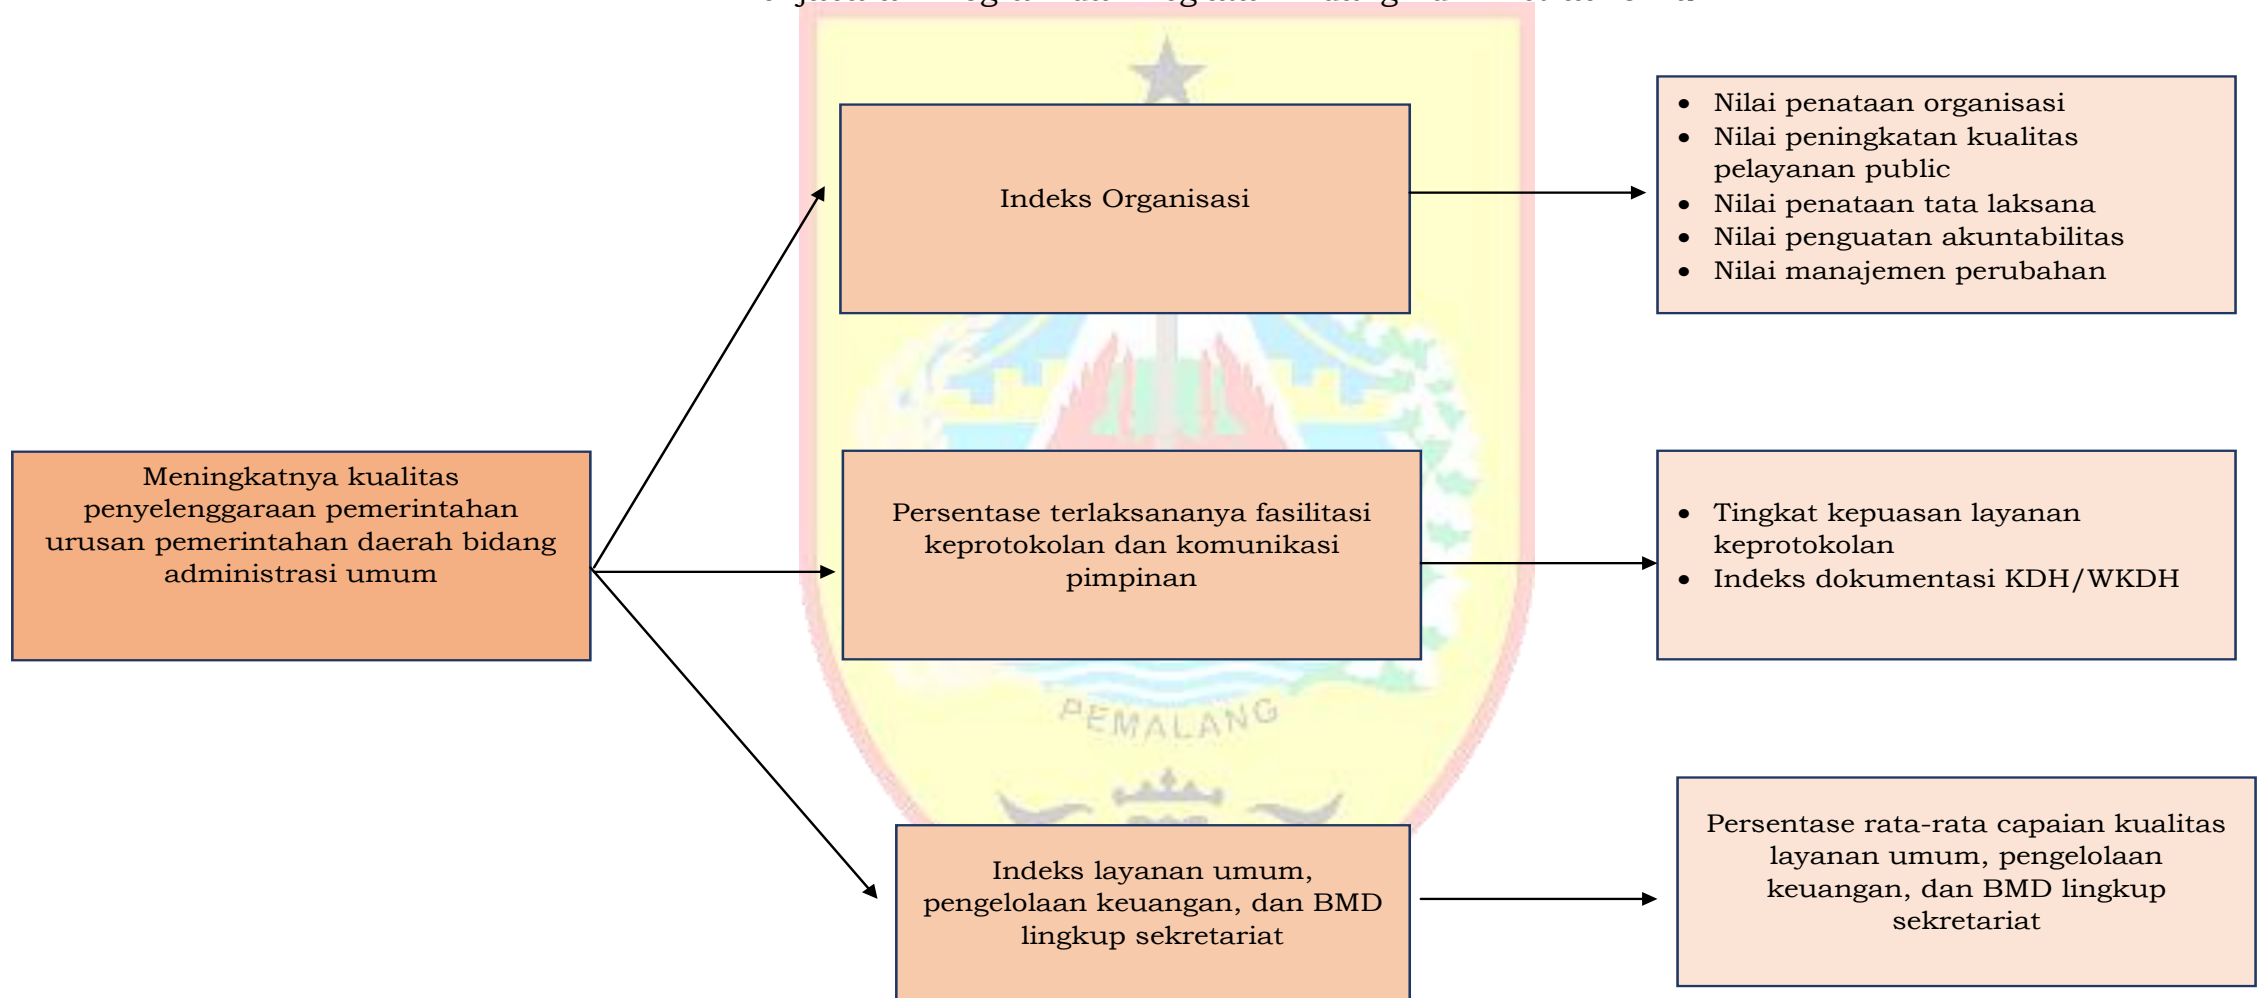 Indeks Organisasi
• Nilai penataan organisasi
• Nilai peningkatan kualitas
pelayanan public
• Nilai penataan tata laksana
• Nilai penguatan akuntabilitas
• Nilai manajemen perubahan
Meningkatnya kualitas
penyelenggaraan pemerintahan
urusan pemerintahan daerah bidang
administrasi umum
Persentase terlaksananya fasilitasi
keprotokolan dan komunikasi
pimpinan
• Tingkat kepuasan layanan
keprotokolan
• Indeks dokumentasi KDH/WKDH
PEMALANG
Indeks layanan umum,
pengelolaan keuangan, dan BMD
lingkup sekretariat
Persentase rata-rata capaian kualitas
layanan umum, pengelolaan
keuangan, dan BMD lingkup
sekretariat